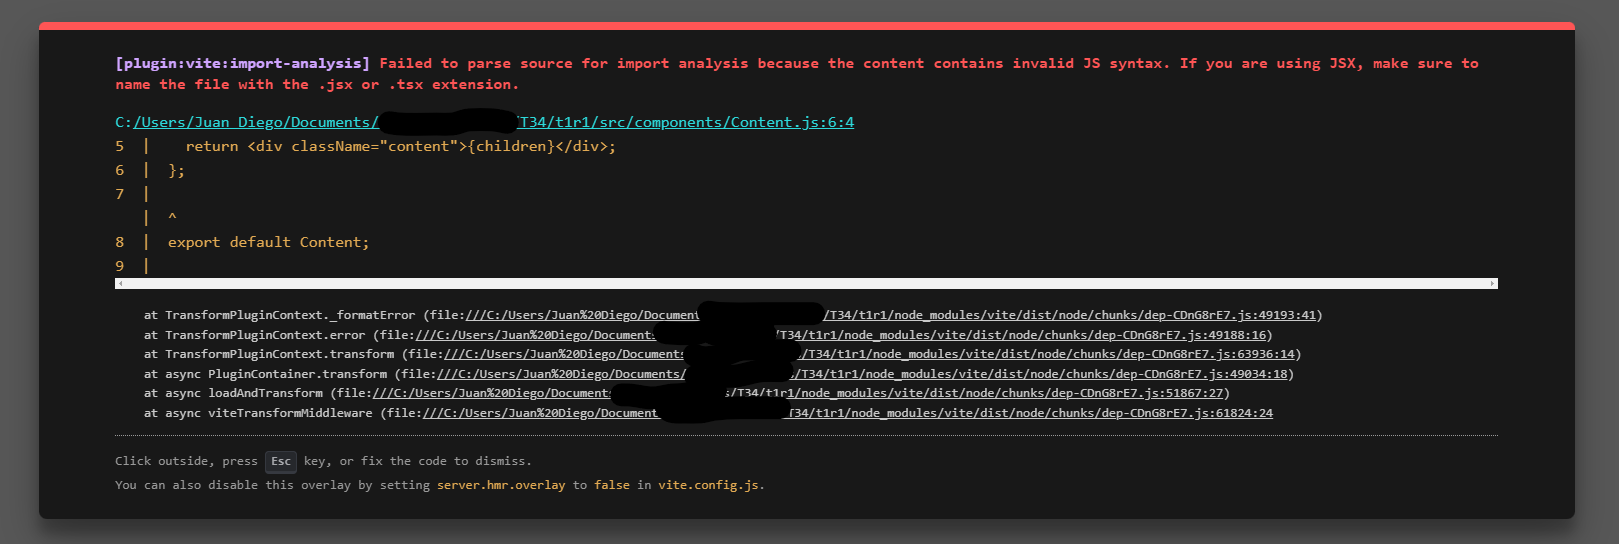 [plugin:vite:import-analysis] Failed to parse source for import analysis because the content contains invalid JS syntax. If you are using JSX, make sure to
name the file with the .jsx or .tsx extension.
C:/Users/Juan Diego/Documents/ T34/t1r1/src/components/Content.js:6:4
5 | return <div className="content">{children}</div>;
6 | };
7 |
| ^
8 | export default Content;
9 |
at TransformPluginContext._formatError (file:///C:/Users/Juan%20Diego/Document /T34/t1r1/node_modules/vite/dist/node/chunks/dep-CDnG8rE7.js:49193:41)
at TransformPluginContext.error (file:///C:/Users/Juan%20Diego/Documents /T34/t1r1/node_modules/vite/dist/node/chunks/dep-CDnG8rE7.js:49188:16)
at TransformPluginContext.transform (file:///C:/Users/Juan%20Diego/Documents /T34/t1r1/node_modules/vite/dist/node/chunks/dep-CDnG8rE7.js:63936:14)
at async PluginContainer.transform (file:///C:/Users/Juan%20Diego/Documents/ /T34/t1r1/node_modules/vite/dist/node/chunks/dep-CDnG8rE7.js:49034:18)
at async loadAndTransform (file:///C:/Users/Juan%20Diego/Document s/T34/t1r1/node_modules/vite/dist/node/chunks/dep-CDnG8rE7.js:51867:27)
at async viteTransformMiddleware (file:///C:/Users/Juan%20Diego/Document T34/t1r1/node_modules/vite/dist/node/chunks/dep-CDnG8rE7.js:61824:24
Click outside, press Esc key, or fix the code to dismiss.
You can also disable this overlay by setting server.hmr.overlay to false in vite.config.js.